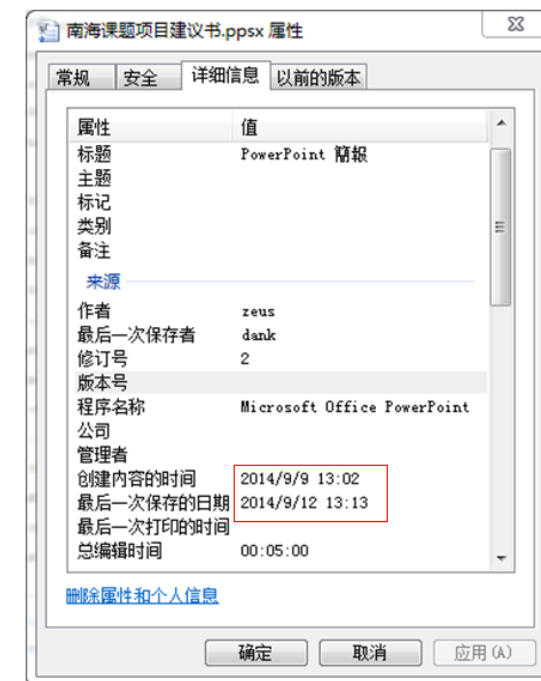 南海课题项目建议书.ppsx 属性
常规 安全 详细信息 以前的版本
属性 值
标题 PowerPoint 簡報
主题
标记
类别
备注
来源
作者 zeus
最后一次保存者 dank
修订号 2
版本号
程序名称 Microsoft Office PowerPoint
公司
管理者
创建内容的时间 2014/9/9 13:02
最后一次保存的日期 2014/9/12 13:13
最后一次打印的时间
总编辑时间 00:05:00
删除属性和个人信息
确定 取消 应用(A)